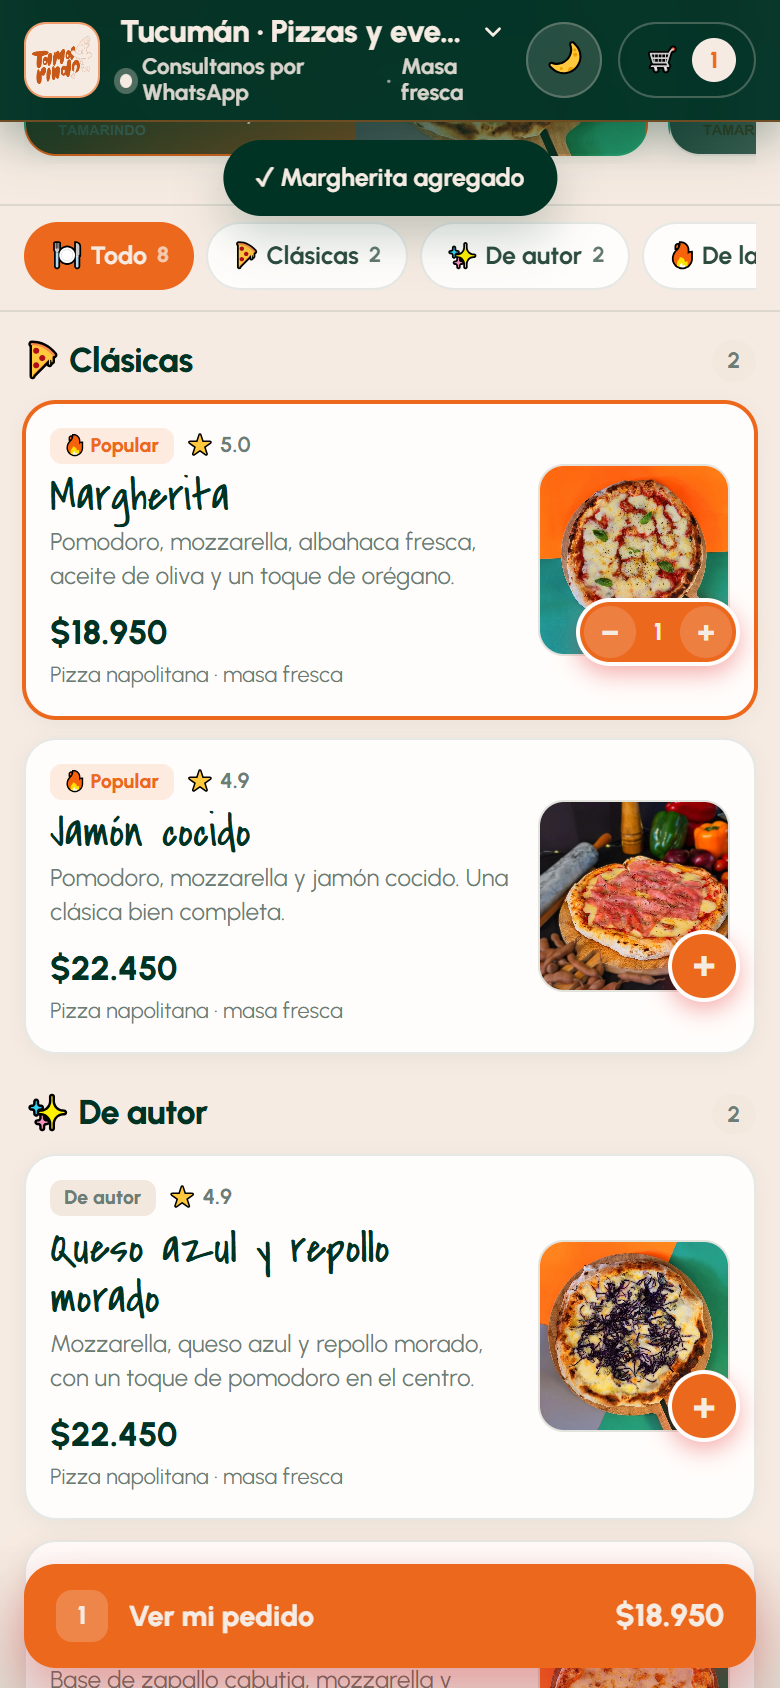 Tamarindo
Tucumán · Pizzas y eve...
Consultanos por WhatsApp · Masa fresca
1
TAMARINDO
TAMAR
✓ Margherita agregado
Todo 8
Clásicas 2
De autor 2
De la
Clásicas
2
Popular
5.0
Margherita
Pomodoro, mozzarella, albahaca fresca,
aceite de oliva y un toque de orégano.
$18.950
− 1 +
Pizza napolitana · masa fresca
Popular
4.9
Jamón cocido
Pomodoro, mozzarella y jamón cocido. Una
clásica bien completa.
$22.450
+
Pizza napolitana · masa fresca
De autor
2
De autor
4.9
Queso azul y repollo
morado
Mozzarella, queso azul y repollo morado,
con un toque de pomodoro en el centro.
$22.450
+
Pizza napolitana · masa fresca
1
Ver mi pedido
$18.950
Base de zapallo cabutia, mozzarella y